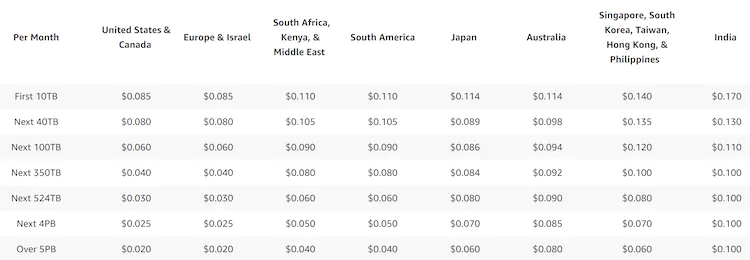 Per Month United States & Canada Europe & Israel South Africa, Kenya, & Middle East South America Japan Australia Singapore, South Korea, Taiwan, Hong Kong, & Philippines India
First 10TB $0.085 $0.085 $0.110 $0.110 $0.114 $0.114 $0.140 $0.170
Next 40TB $0.080 $0.080 $0.105 $0.105 $0.089 $0.098 $0.135 $0.130
Next 100TB $0.060 $0.060 $0.090 $0.090 $0.086 $0.094 $0.120 $0.110
Next 350TB $0.040 $0.040 $0.080 $0.080 $0.084 $0.092 $0.100 $0.100
Next 524TB $0.030 $0.030 $0.060 $0.060 $0.080 $0.090 $0.080 $0.100
Next 4PB $0.025 $0.025 $0.050 $0.050 $0.070 $0.085 $0.070 $0.100
Over 5PB $0.020 $0.020 $0.040 $0.040 $0.060 $0.080 $0.060 $0.100